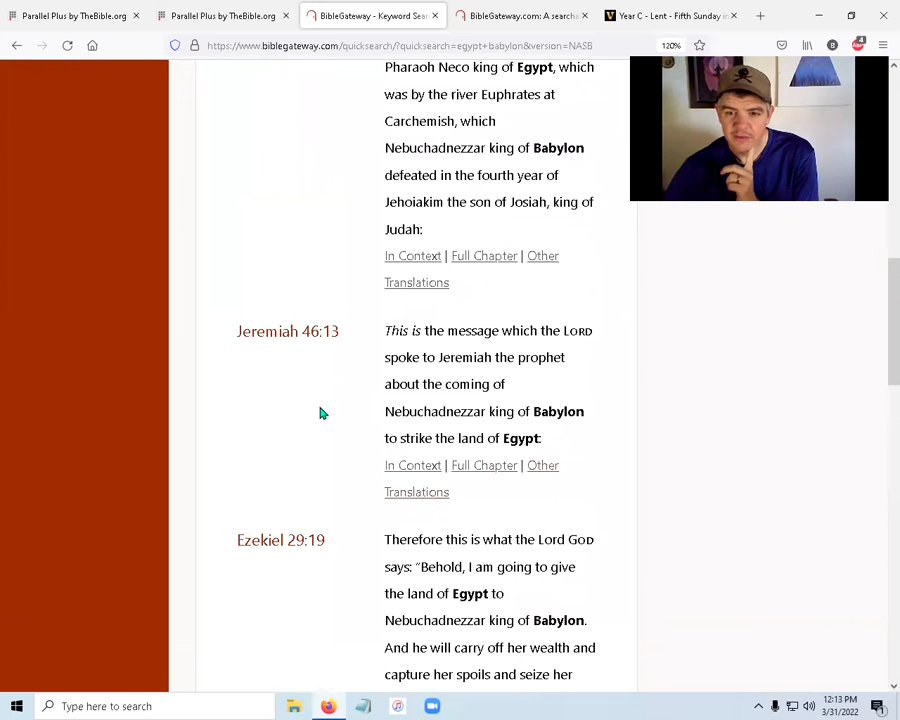 Parallel Plus by TheBible.org
Parallel Plus by TheBible.org
BibleGateway - Keyword Sear
BibleGateway.com: A searcha
Year C - Lent - Fifth Sunday in
https://www.biblegateway.com/quicksearch/?quicksearch=egypt+babylon&version=NASB
120%
B
4
Pharaoh Neco king of Egypt, which
was by the river Euphrates at
Carchemish, which
Nebuchadnezzar king of Babylon
defeated in the fourth year of
Jehoiakim the son of Josiah, king of
Judah:
In Context | Full Chapter | Other
Translations
Jeremiah 46:13
This is the message which the LORD
spoke to Jeremiah the prophet
about the coming of
Nebuchadnezzar king of Babylon
to strike the land of Egypt:
In Context | Full Chapter | Other
Translations
Ezekiel 29:19
Therefore this is what the Lord GOD
says: “Behold, I am going to give
the land of Egypt to
Nebuchadnezzar king of Babylon.
And he will carry off her wealth and
capture her spoils and seize her
Type here to search
12:13 PM
3/31/2022